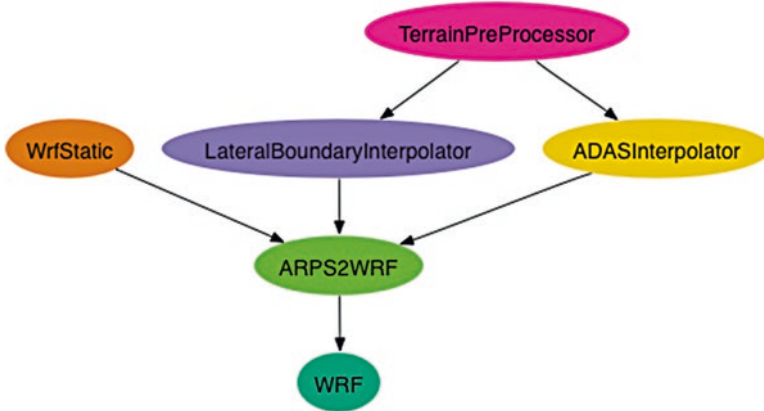 TerrainPreProcessor
WrfStatic
LateralBoundaryInterpolator
ADASInterpolator
ARPS2WRF
WRF